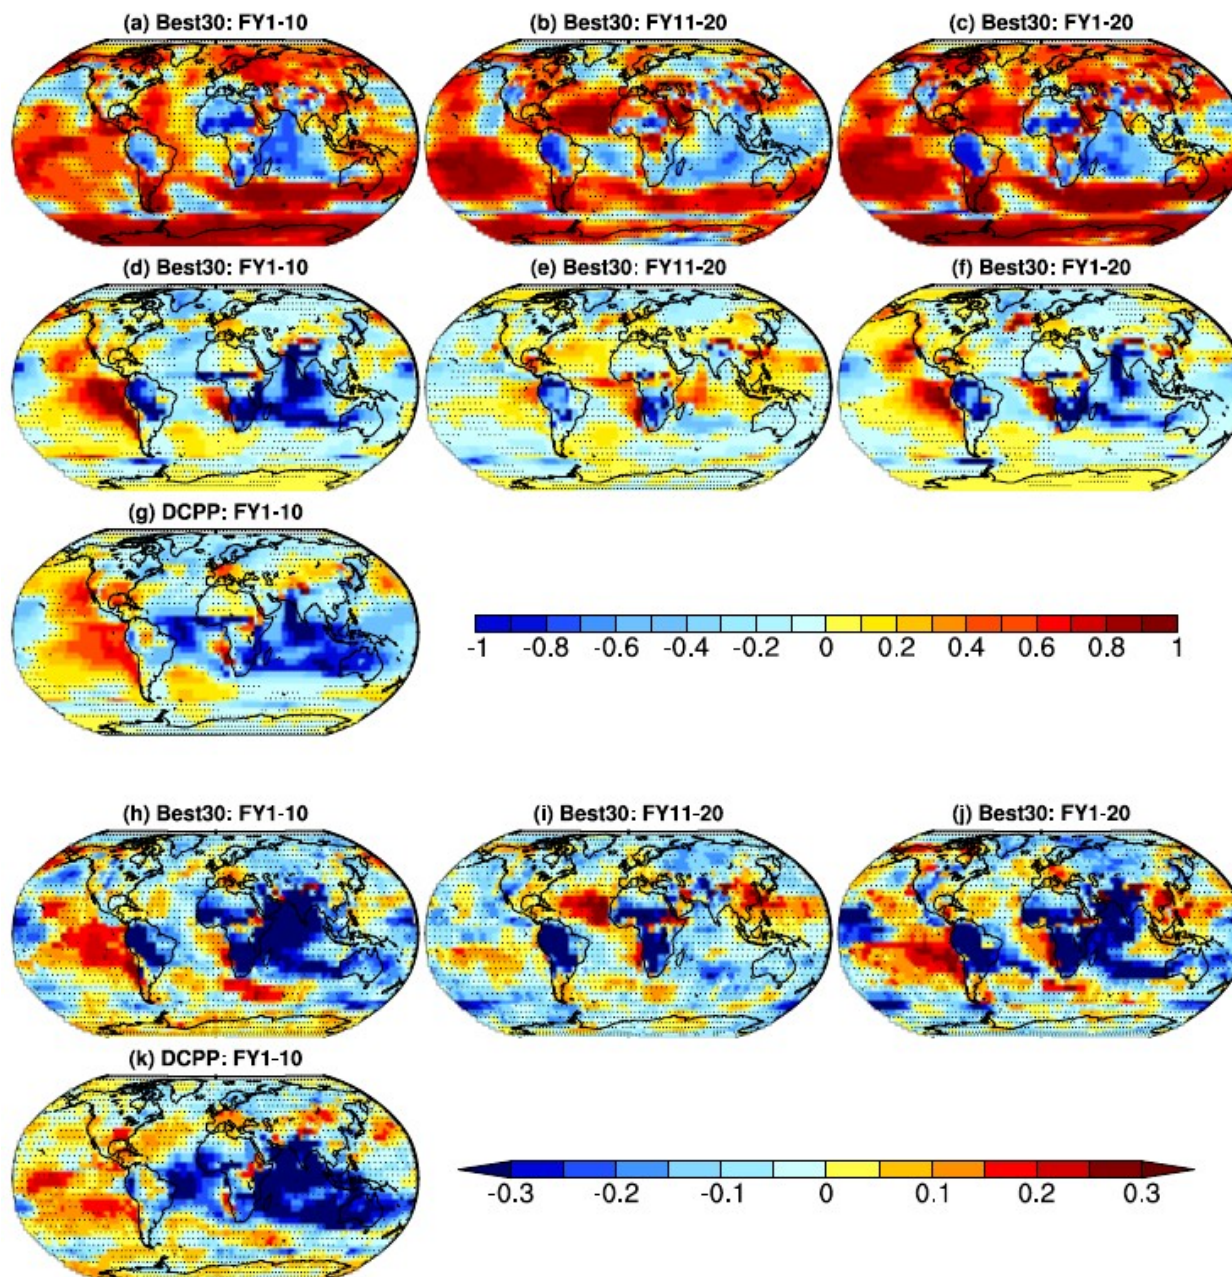 (a) Best30: FY1-10 (b) Best30: FY11-20 (c) Best30: FY1-20
(d) Best30: FY1-10 (e) Best30: FY11-20 (f) Best30: FY1-20
(g) DCPP: FY1-10
-1 -0.8 -0.6 -0.4 -0.2 0 0.2 0.4 0.6 0.8 1
(h) Best30: FY1-10 (i) Best30: FY11-20 (j) Best30: FY1-20
(k) DCPP: FY1-10
-0.3 -0.2 -0.1 0 0.1 0.2 0.3